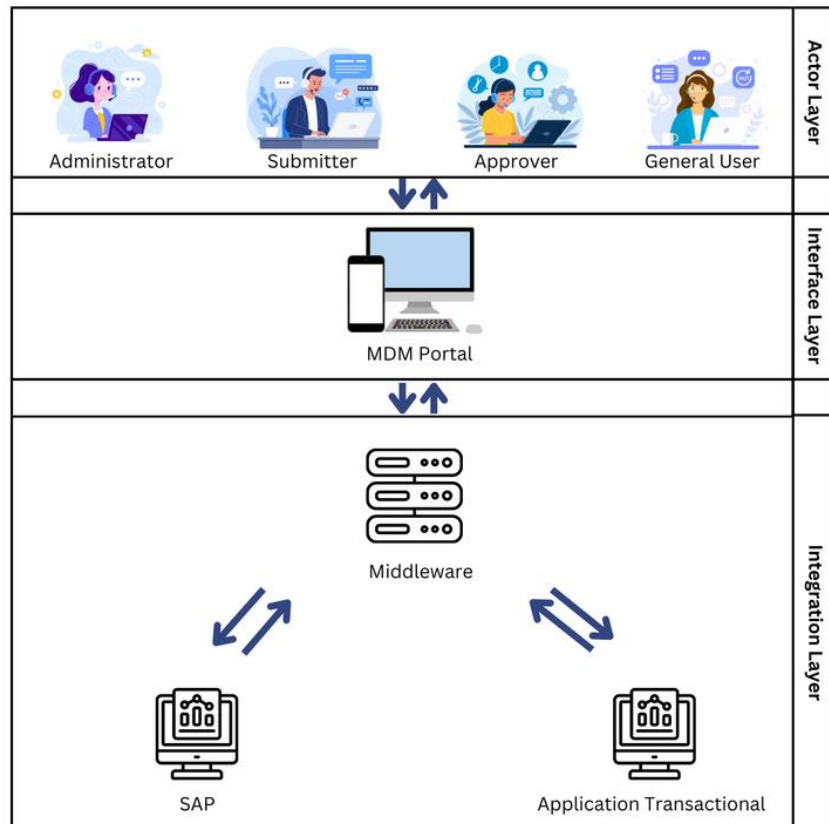 Administrator
Submitter
Approver
General User
Actor Layer
MDM Portal
Interface Layer
Middleware
SAP
Application Transactional
Integration Layer